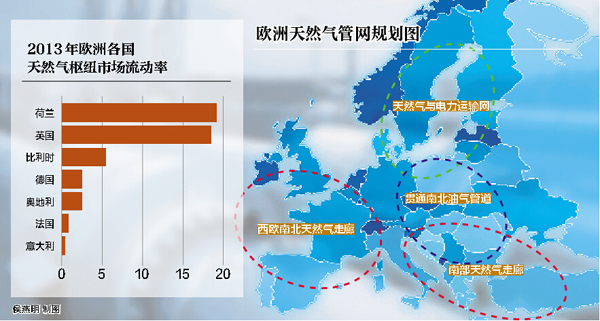 2013年欧洲各国
天然气枢纽市场流动率
荷兰
英国
比利时
德国
奥地利
法国
意大利
0 5 10 15 20
侯燕明 制图
欧洲天然气管网规划图
天然气与电力运输网
贯通南北油气管道
西欧南北天然气走廊
南部天然气走廊